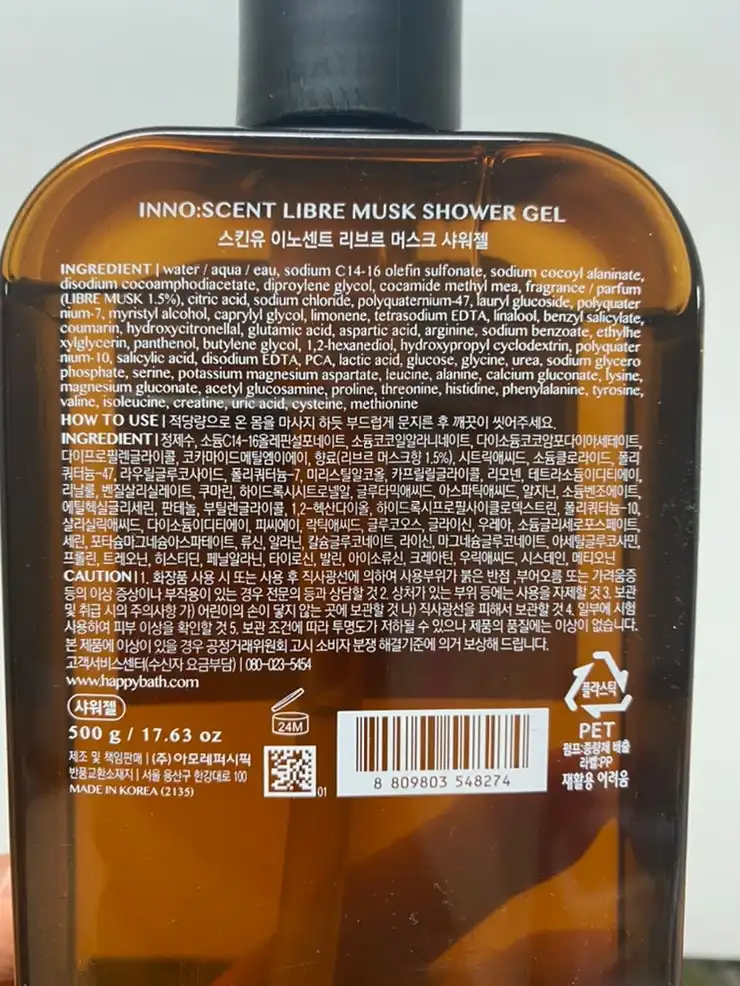 INNO:SCENT LIBRE MUSK SHOWER GEL
스킨유 이노센트 리브르 머스크 샤워젤
INGREDIENT | water / aqua / eau, sodium C14-16 olefin sulfonate, sodium cocoyl alaninate,
disodium cocoamphodiacetate, diproylene glycol, cocamide methyl mea, fragrance / parfum
(LIBRE MUSK 1.5%), citric acid, sodium chloride, polyquaternium-47, lauryl glucoside, polyquater
nium-7, myristyl alcohol, caprylyl glycol, limonene, tetrasodium EDTA, linalool, benzyl salicylate,
coumarin, hydroxycitronellal, glutamic acid, aspartic acid, arginine, sodium benzoate, ethylhe
xylglycerin, panthenol, butylene glycol, 1,2-hexanediol, hydroxypropyl cyclodextrin, polyquater
nium-10, salicylic acid, disodium EDTA, PCA, lactic acid, glucose, glycine, urea, sodium glycero
phosphate, serine, potassium magnesium aspartate, leucine, alanine, calcium gluconate, lysine,
magnesium gluconate, acetyl glucosamine, proline, threonine, histidine, phenylalanine, tyrosine,
valine, isoleucine, creatine, uric acid, cysteine, methionine
HOW TO USE | 적당량으로 온 몸을 마사지 하듯 부드럽게 문지른 후 깨끗이 씻어주세요.
INGREDIENT | 정제수, 소듐C14-16올레핀설포네이트, 소듐코코일알라니네이트, 다이소듐코코암포다이아세테이트,
다이프로필렌글라이콜, 코카마이드메틸엠이에이, 향료(리브르 머스크향 1.5%), 시트릭애씨드, 소듐클로라이드, 폴리
쿼터늄-47, 라우릴글루코사이드, 폴리쿼터늄-7, 미리스틸알코올, 카프릴릴글라이콜, 리모넨, 테트라소듐이디티에이,
리날룰, 벤질살리실레이트, 쿠마린, 하이드록시시트로넬알, 글루타믹애씨드, 아스파틱애씨드, 알지닌, 소듐벤조에이트,
에틸헥실글리세린, 판테놀, 부틸렌글라이콜, 1,2-헥산다이올, 하이드록시프로필사이클로덱스트린, 폴리쿼터늄-10,
살리실릭애씨드, 다이소듐이디티에이, 피씨에이, 락틱애씨드, 글루코오스, 글라이신, 우레아, 소듐글리세로포스페이트,
세린, 포타슘마그네슘아스파테이트, 류신, 알라닌, 칼슘글루코네이트, 라이신, 마그네슘글루코네이트, 아세틸글루코사민,
프롤린, 트레오닌, 히스티딘, 페닐알라닌, 타이로신, 발린, 아이소류신, 크레아틴, 우릭애씨드, 시스테인, 메티오닌
CAUTION | 1. 화장품 사용 시 또는 사용 후 직사광선에 의하여 사용부위가 붉은 반점, 부어오름 또는 가려움증
등의 이상 증상이나 부작용이 있는 경우 전문의 등과 상담할 것 2. 상처가 있는 부위 등에는 사용을 자제할 것 3. 보관
및 취급 시의 주의사항 가) 어린이의 손이 닿지 않는 곳에 보관할 것 나) 직사광선을 피해서 보관할 것 4. 일부에 시험
사용하여 피부 이상을 확인할 것 5. 보관 조건에 따라 투명도가 저하될 수 있으나 제품의 품질에는 이상이 없습니다.
본 제품에 이상이 있을 경우 공정거래위원회 고시 소비자 분쟁 해결기준에 의거 보상해 드립니다.
고객서비스센터(수신자 요금부담) | 080-023-5454
www.happybath.com
샤워젤
500 g / 17.63 oz
제조 및 책임판매 | (주)아모레퍼시픽
반품교환소재지 | 서울 용산구 한강대로 100
MADE IN KOREA (2135)
24M
01
8 809803 548274
플라스틱
PET
펌프:종량제 배출
라벨:PP
재활용 어려움